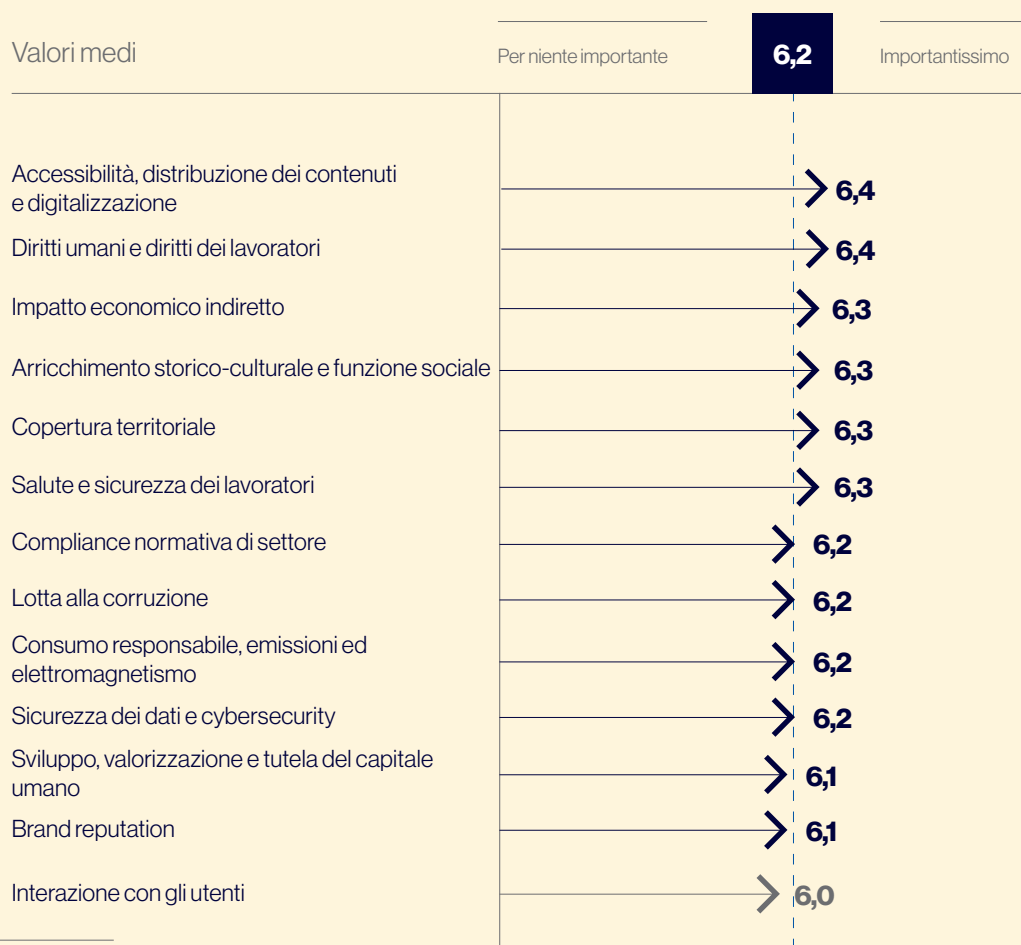 Valori medi
Per niente importante
6,2
Importantissimo
Accessibilità, distribuzione dei contenuti
e digitalizzazione
6,4
Diritti umani e diritti dei lavoratori
6,4
Impatto economico indiretto
6,3
Arricchimento storico-culturale e funzione sociale
6,3
Copertura territoriale
6,3
Salute e sicurezza dei lavoratori
6,3
Compliance normativa di settore
6,2
Lotta alla corruzione
6,2
Consumo responsabile, emissioni ed
elettromagnetismo
6,2
Sicurezza dei dati e cybersecurity
6,2
Sviluppo, valorizzazione e tutela del capitale
umano
6,1
Brand reputation
6,1
Interazione con gli utenti
6,0